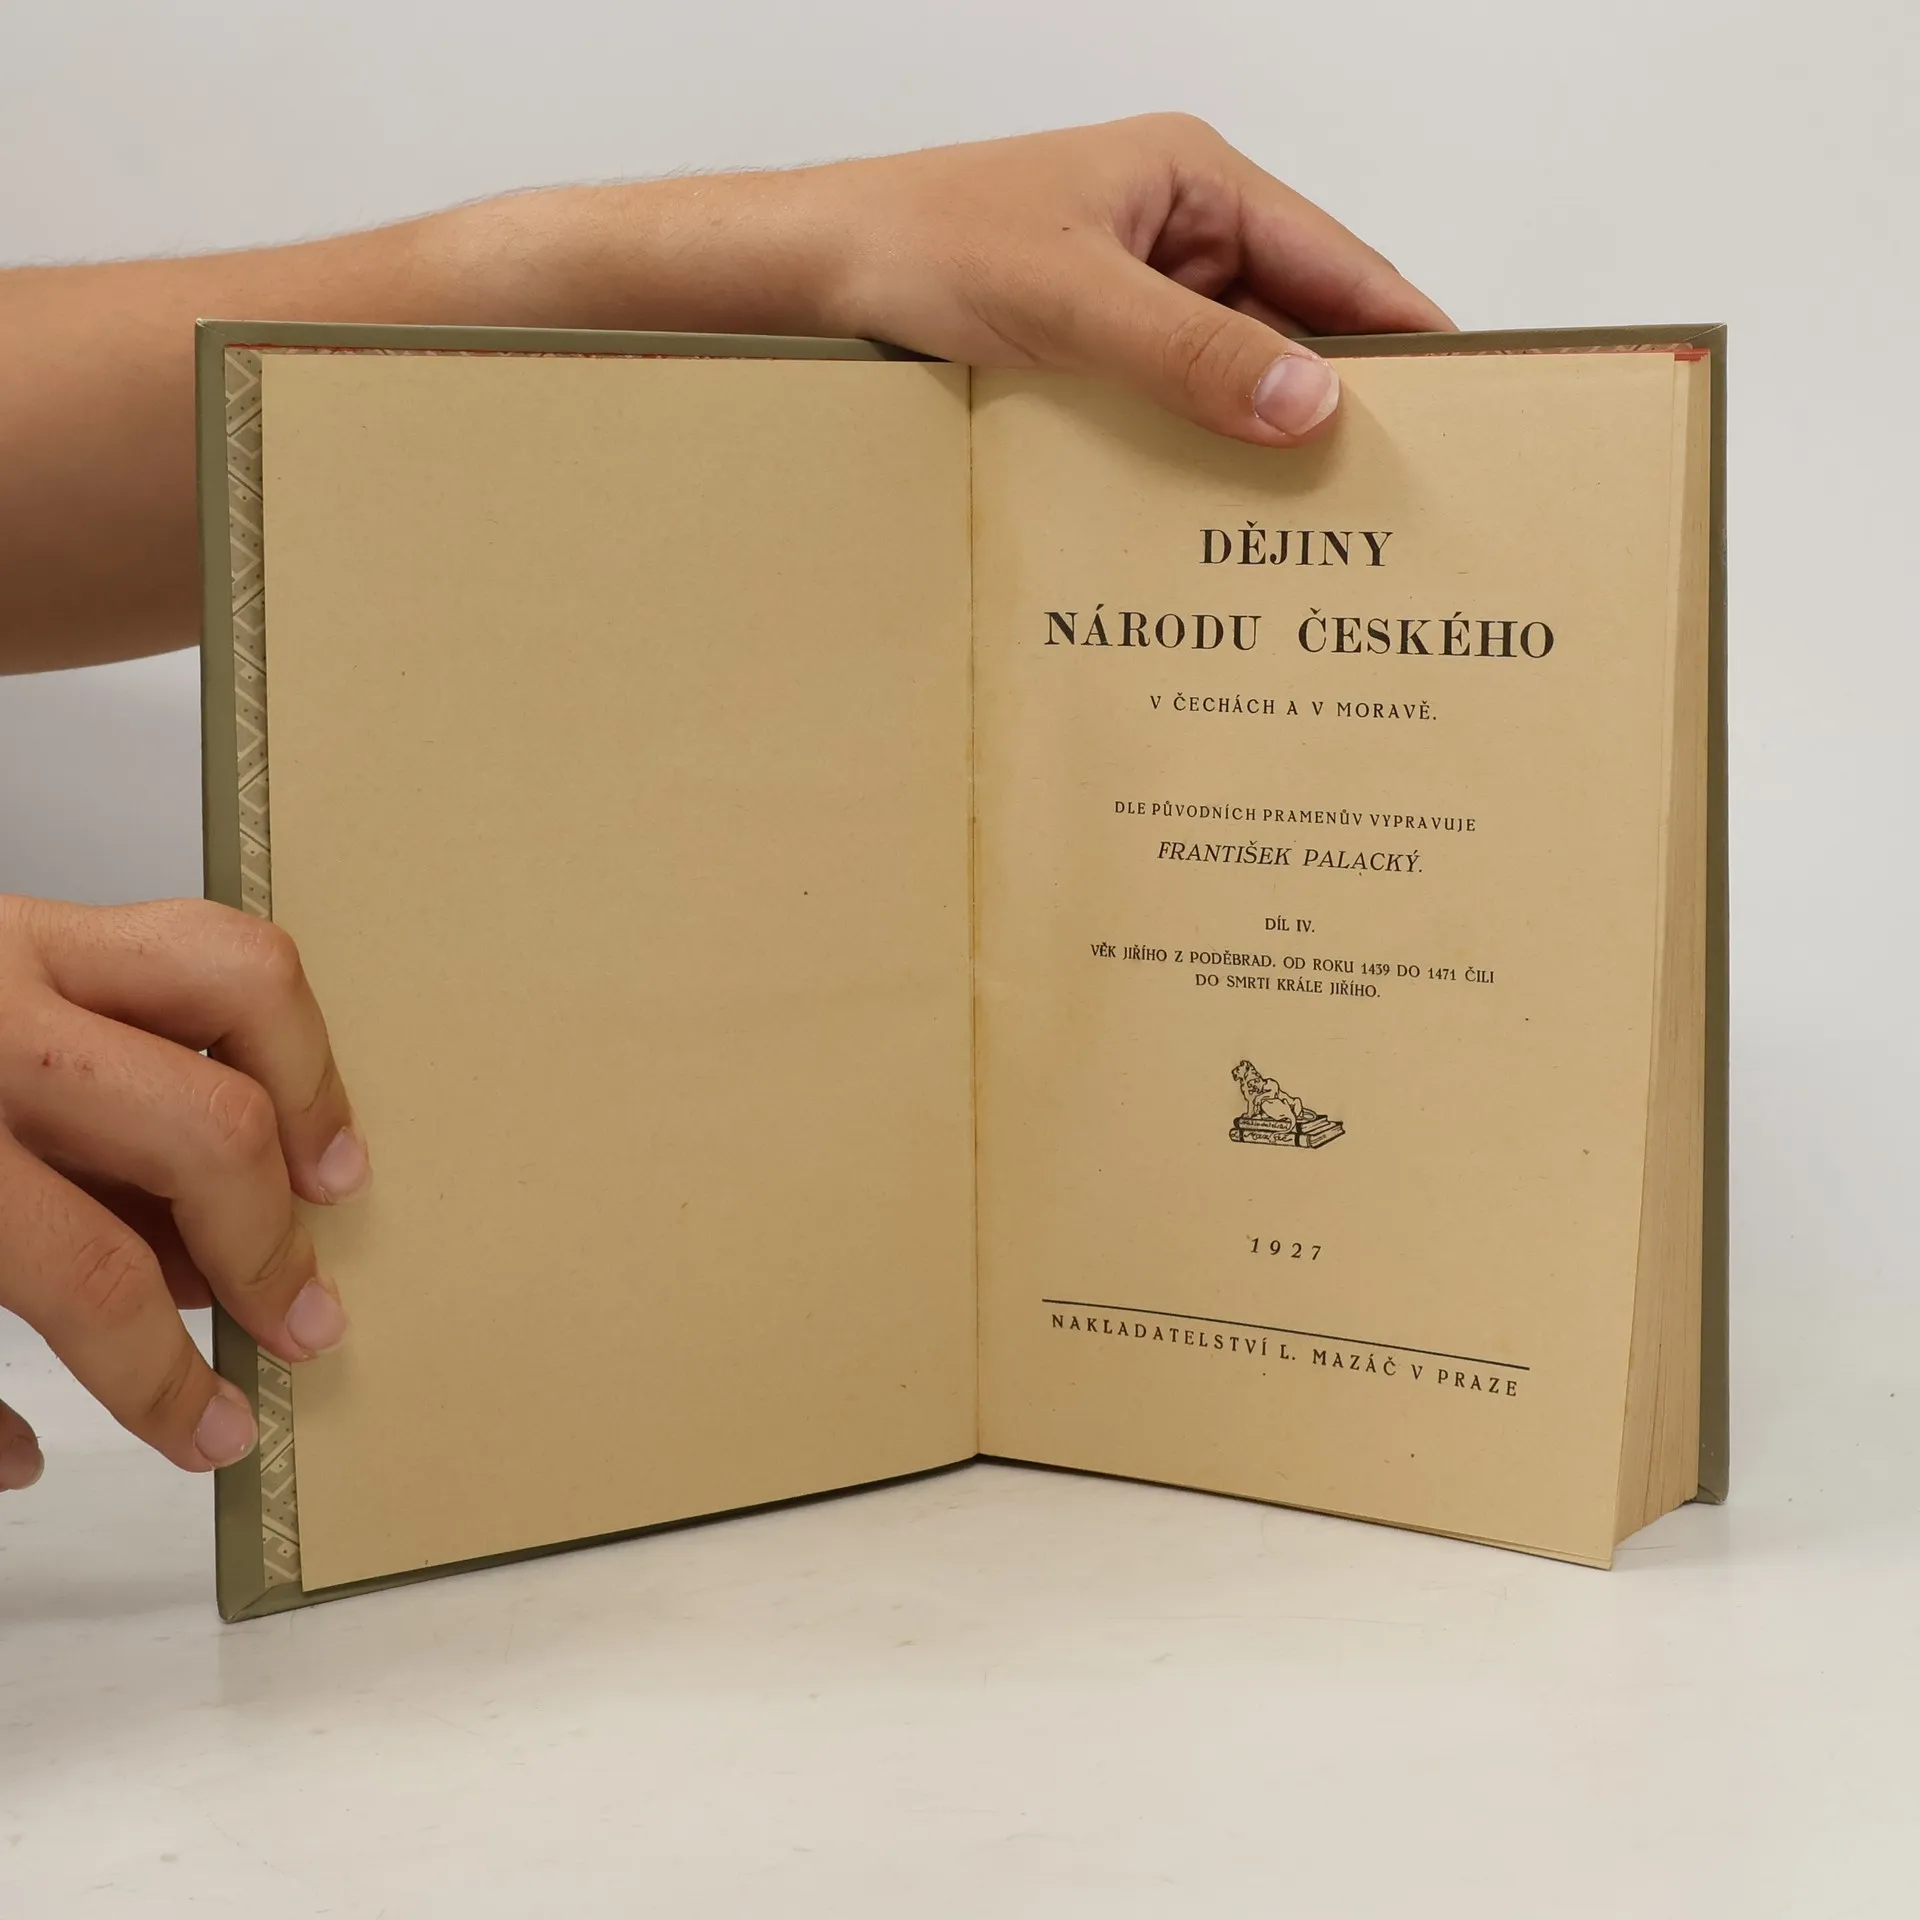 DĚJINY
NÁRODU ČESKÉHO
V ČECHÁCH A V MORAVĚ.
DLE PŮVODNÍCH PRAMENŮV VYPRAVUJE
FRANTIŠEK PALACKÝ.
DÍL IV.
VĚK JIŘÍHO Z PODĚBRAD. OD ROKU 1439 DO 1471 ČILI
DO SMRTI KRÁLE JIŘÍHO.
1927
NAKLADATELSTVÍ L. MAZÁČ V PRAZE